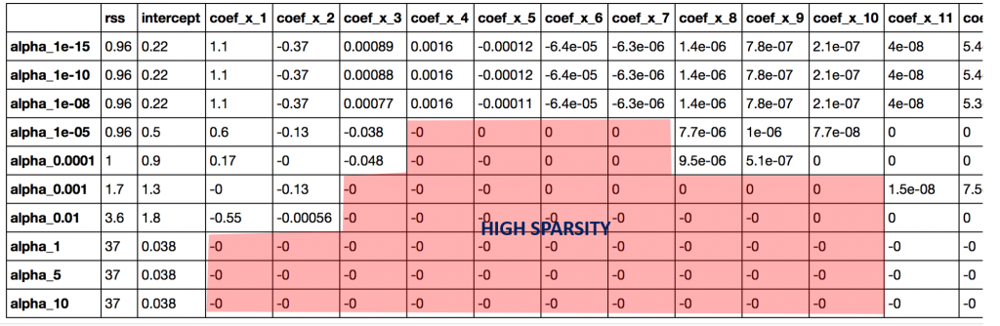 rss intercept coef_x_1 coef_x_2 coef_x_3 coef_x_4 coef_x_5 coef_x_6 coef_x_7 coef_x_8 coef_x_9 coef_x_10 coef_x_11 coe
alpha_1e-15 0.96 0.22 1.1 -0.37 0.00089 0.0016 -0.00012 -6.4e-05 -6.3e-06 1.4e-06 7.8e-07 2.1e-07 4e-08 5.4
alpha_1e-10 0.96 0.22 1.1 -0.37 0.00088 0.0016 -0.00012 -6.4e-05 -6.3e-06 1.4e-06 7.8e-07 2.1e-07 4e-08 5.4
alpha_1e-08 0.96 0.22 1.1 -0.37 0.00077 0.0016 -0.00011 -6.4e-05 -6.3e-06 1.4e-06 7.8e-07 2.1e-07 4e-08 5.3
alpha_1e-05 0.96 0.5 0.6 -0.13 -0.038 -0 0 0 0 7.7e-06 1e-06 7.7e-08 0 0
alpha_0.0001 1 0.9 0.17 -0 -0.048 -0 -0 0 0 9.5e-06 5.1e-07 0 0 0
alpha_0.001 1.7 1.3 -0 -0.13 -0 -0 -0 0 0 0 0 0 1.5e-08 7.5
alpha_0.01 3.6 1.8 -0.55 -0.00056 -0 -0 -0 -0 -0 -0 -0 0 0 0
HIGH SPARSITY
alpha_1 37 0.038 -0 -0 -0 -0 -0 -0 -0 -0 -0 -0 -0 -0
alpha_5 37 0.038 -0 -0 -0 -0 -0 -0 -0 -0 -0 -0 -0 -0
alpha_10 37 0.038 -0 -0 -0 -0 -0 -0 -0 -0 -0 -0 -0 -0